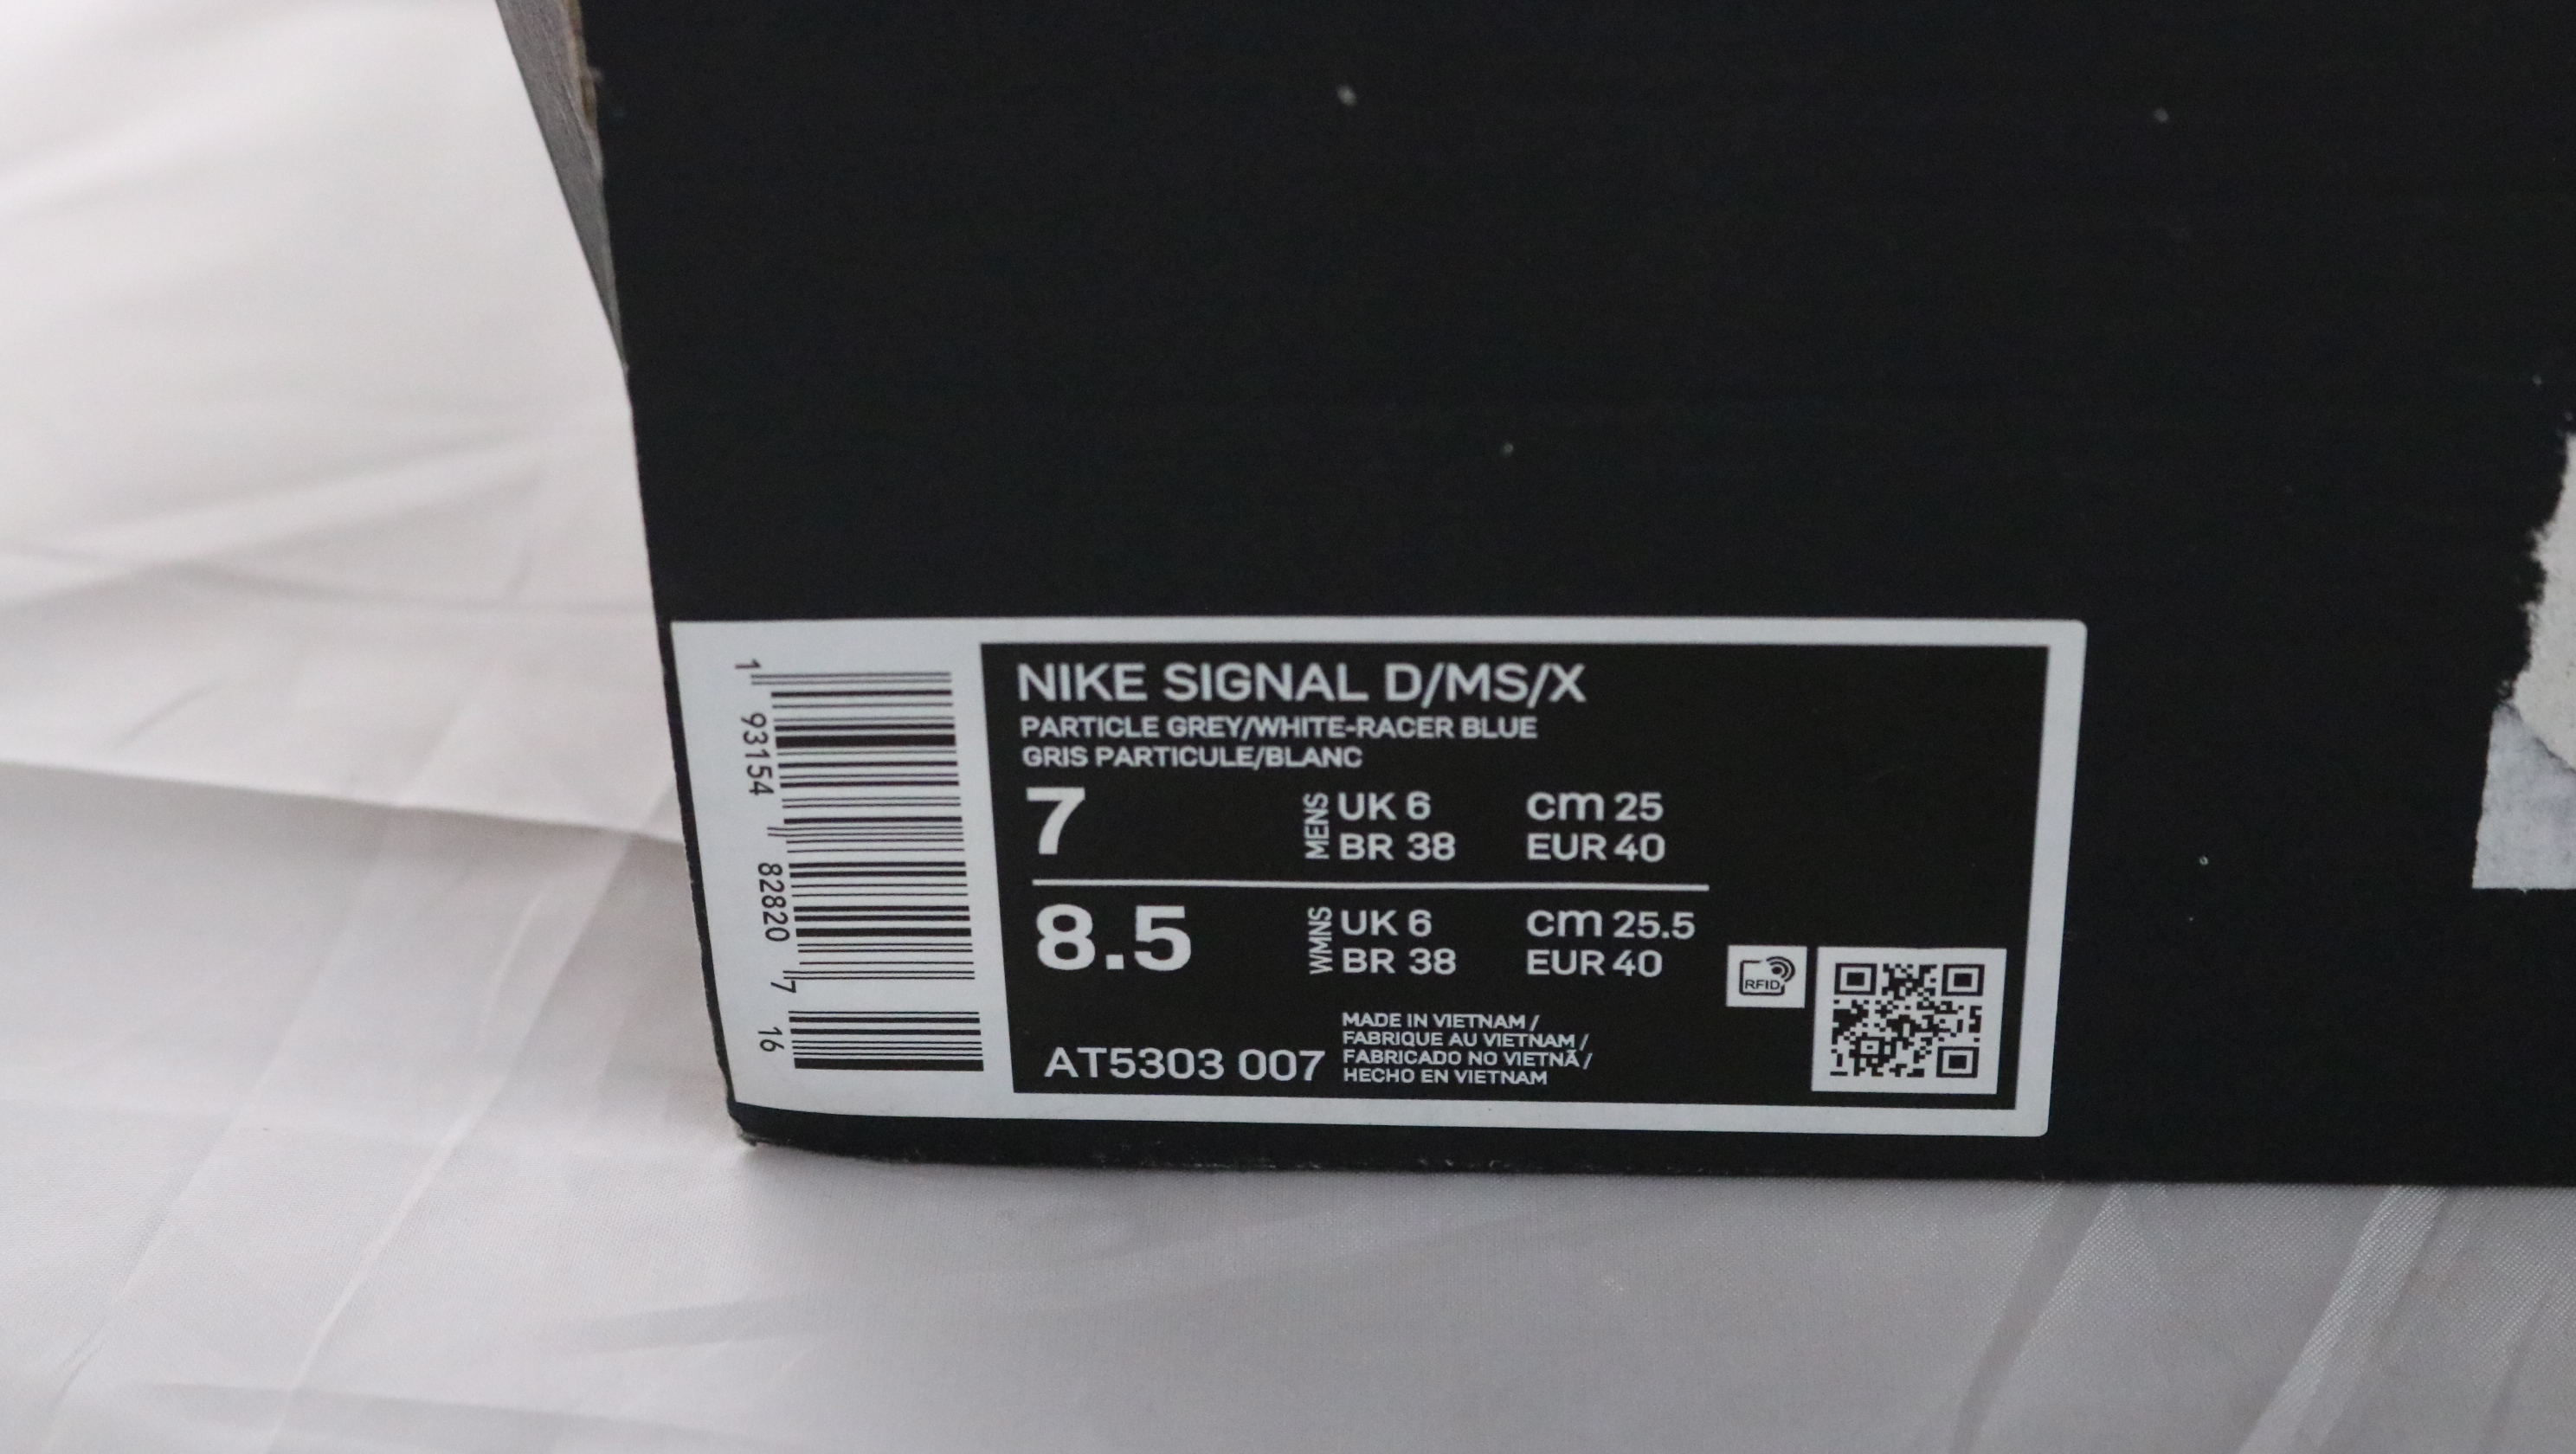 1 93154 82820 7 16
NIKE SIGNAL D/MS/X
PARTICLE GREY/WHITE-RACER BLUE
GRIS PARTICULE/BLANC
7 MENS UK 6 cm 25
BR 38 EUR 40
8.5 WMNS UK 6 cm 25.5
BR 38 EUR 40
RFID
AT5303 007
MADE IN VIETNAM /
FABRIQUE AU VIETNAM /
FABRICADO NO VIETNÃ /
HECHO EN VIETNAM